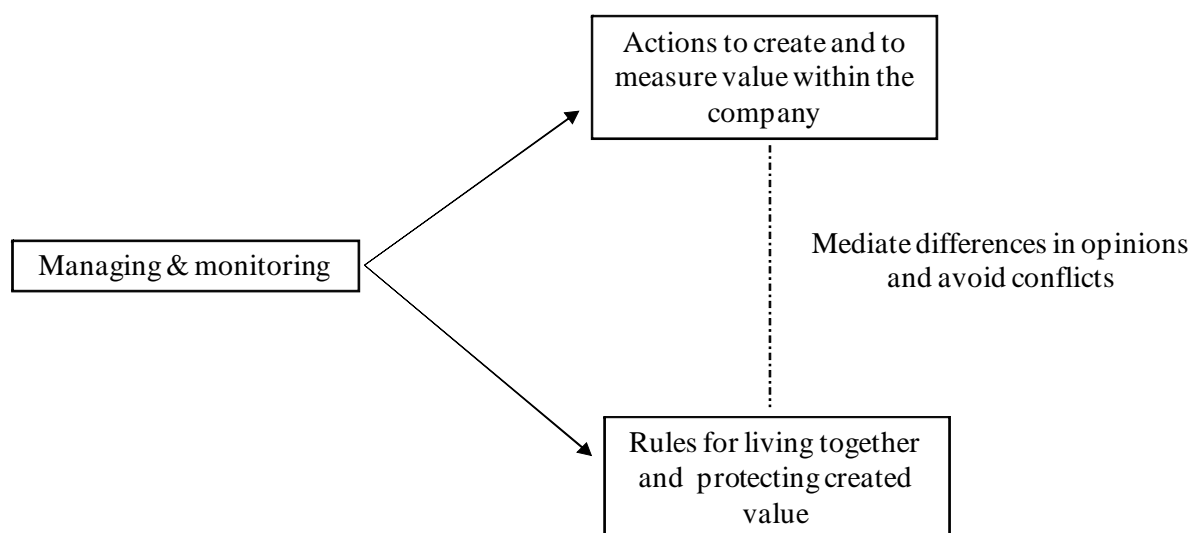 Actions to create and to
measure value within the
company
Managing & monitoring
Mediate differences in opinions
and avoid conflicts
Rules for living together
and protecting created
value